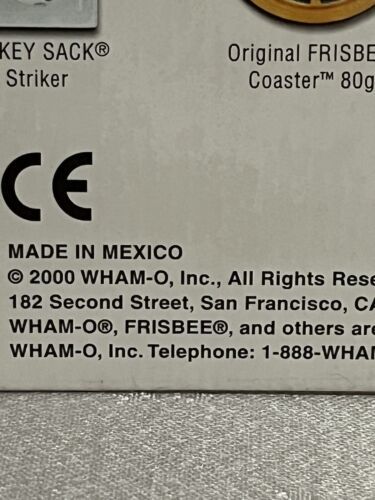 KEY SACK® Original FRISBEE
Striker Coaster™ 80g
CE
MADE IN MEXICO
© 2000 WHAM-O, Inc., All Rights Rese
182 Second Street, San Francisco, CA
WHAM-O®, FRISBEE®, and others are
WHAM-O, Inc. Telephone: 1-888-WHAM